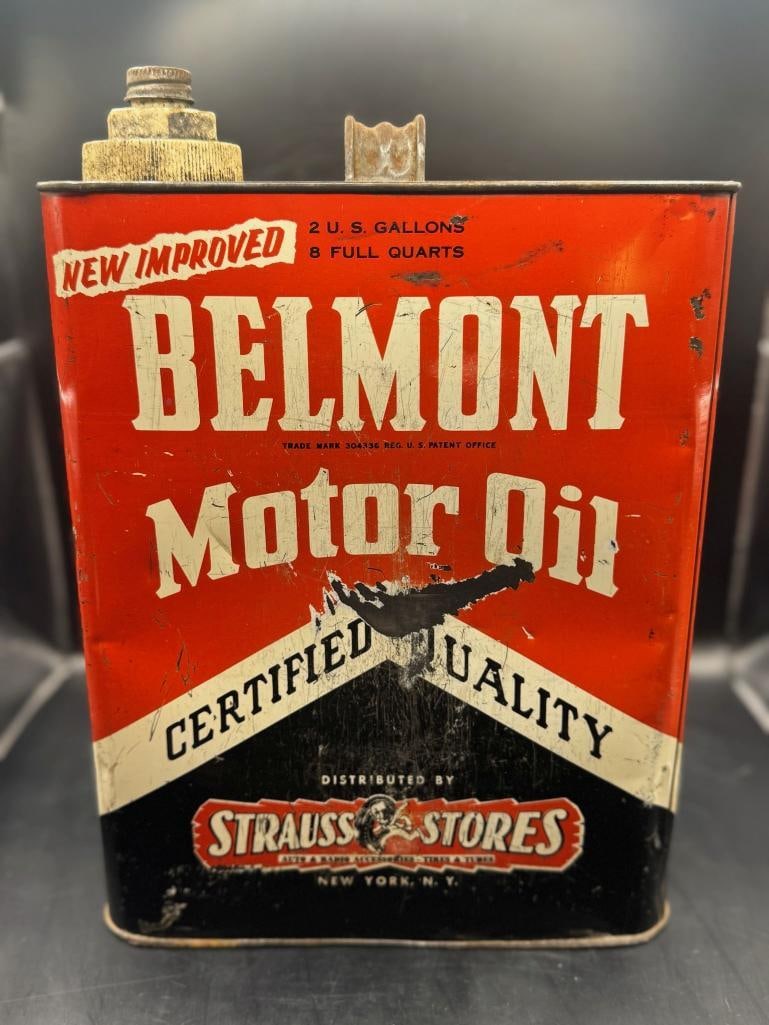 NEW IMPROVED
2 U. S. GALLONS
8 FULL QUARTS
BELMONT
TRADE MARK 304336 REG. U. S. PATENT OFFICE
Motor Oil
CERTIFIED QUALITY
DISTRIBUTED BY
STRAUSS STORES
AUTO & RADIO ACCESSORIES - TIRES & TUBES
NEW YORK, N. Y.